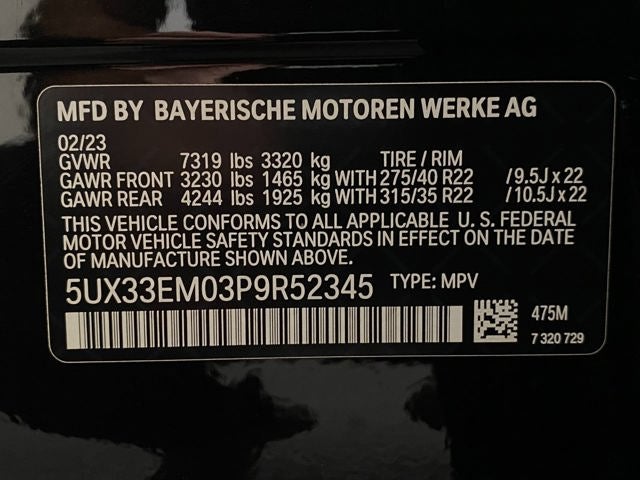 MFD BY BAYERISCHE MOTOREN WERKE AG
02/23
GVWR 7319 lbs 3320 kg TIRE / RIM
GAWR FRONT 3230 lbs 1465 kg WITH 275/40 R22 /9.5J x 22
GAWR REAR 4244 lbs 1925 kg WITH 315/35 R22 /10.5J x 22
THIS VEHICLE CONFORMS TO ALL APPLICABLE U. S. FEDERAL
MOTOR VEHICLE SAFETY STANDARDS IN EFFECT ON THE DATE
OF MANUFACTURE SHOWN ABOVE.
5UX33EM03P9R52345 TYPE: MPV
475M
7 320 729